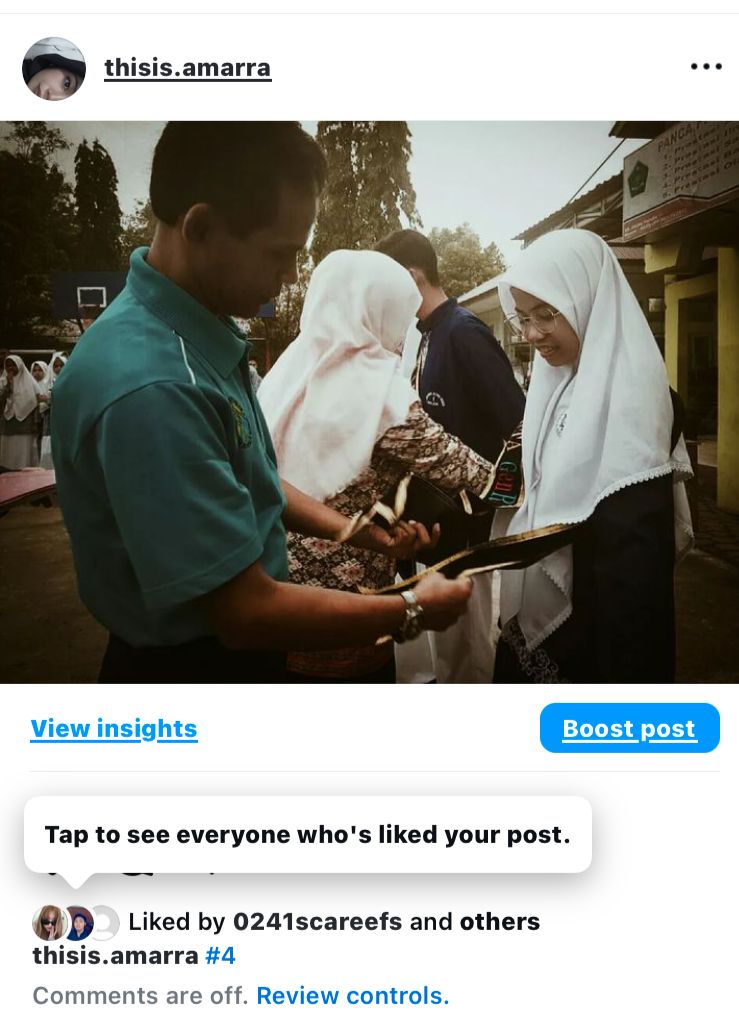 thisis.amarra
PANCA
View insights
Boost post
Tap to see everyone who's liked your post.
Liked by 0241scareefs and others
thisis.amarra #4
Comments are off. Review controls.